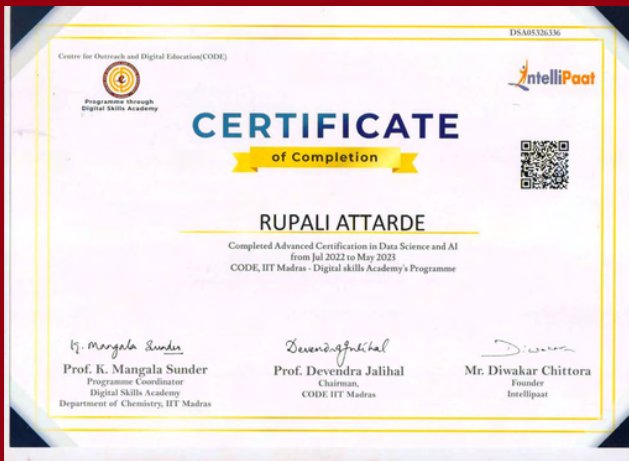 DSA05326336
Centre for Outreach and Digital Education(CODE)
Programme through
Digital Skills Academy
IntelliPaat
CERTIFICATE
of Completion
RUPALI ATTARDE
Completed Advanced Certification in Data Science and AI
from Jul 2022 to May 2023
CODE, IIT Madras - Digital skills Academy's Programme
K. Mangala Sunder
Prof. K. Mangala Sunder
Programme Coordinator
Digital Skills Academy
Department of Chemistry, IIT Madras
Devendra Jalihal
Prof. Devendra Jalihal
Chairman,
CODE IIT Madras
Diwakar
Mr. Diwakar Chittora
Founder
Intellipaat